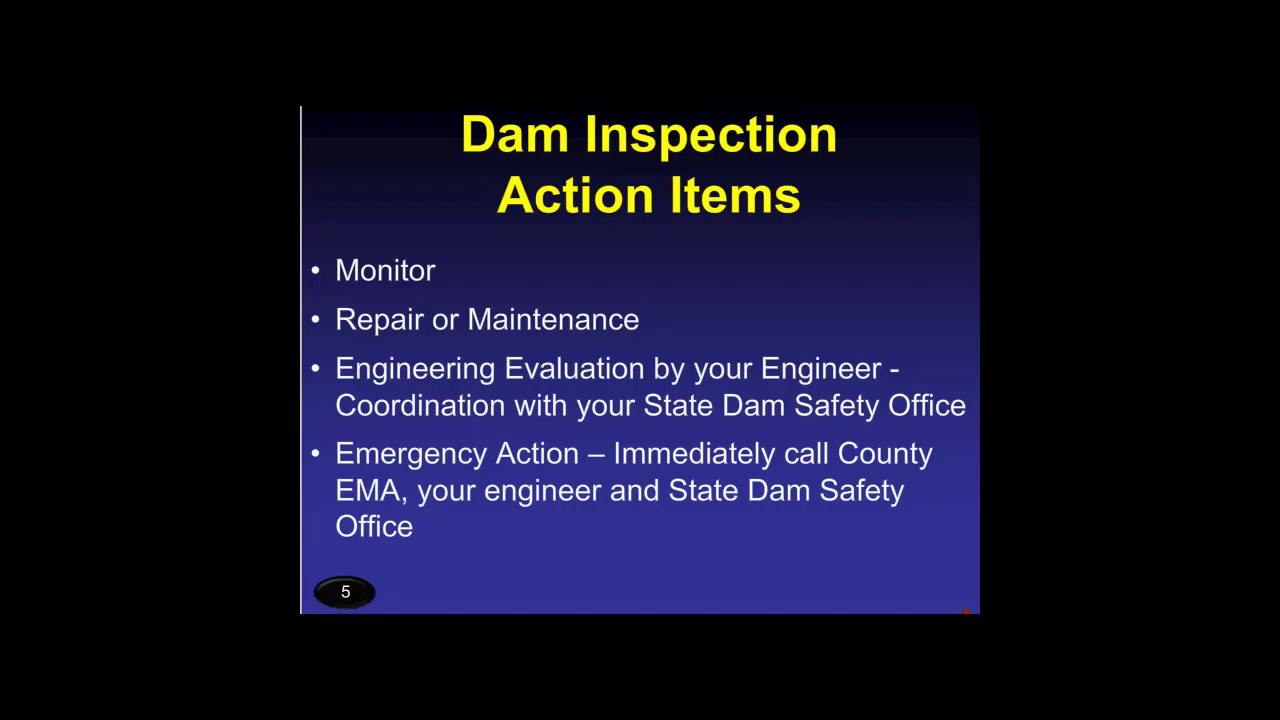 Dam Inspection
Action Items
• Monitor
• Repair or Maintenance
• Engineering Evaluation by your Engineer -
Coordination with your State Dam Safety Office
• Emergency Action – Immediately call County
EMA, your engineer and State Dam Safety
Office
5